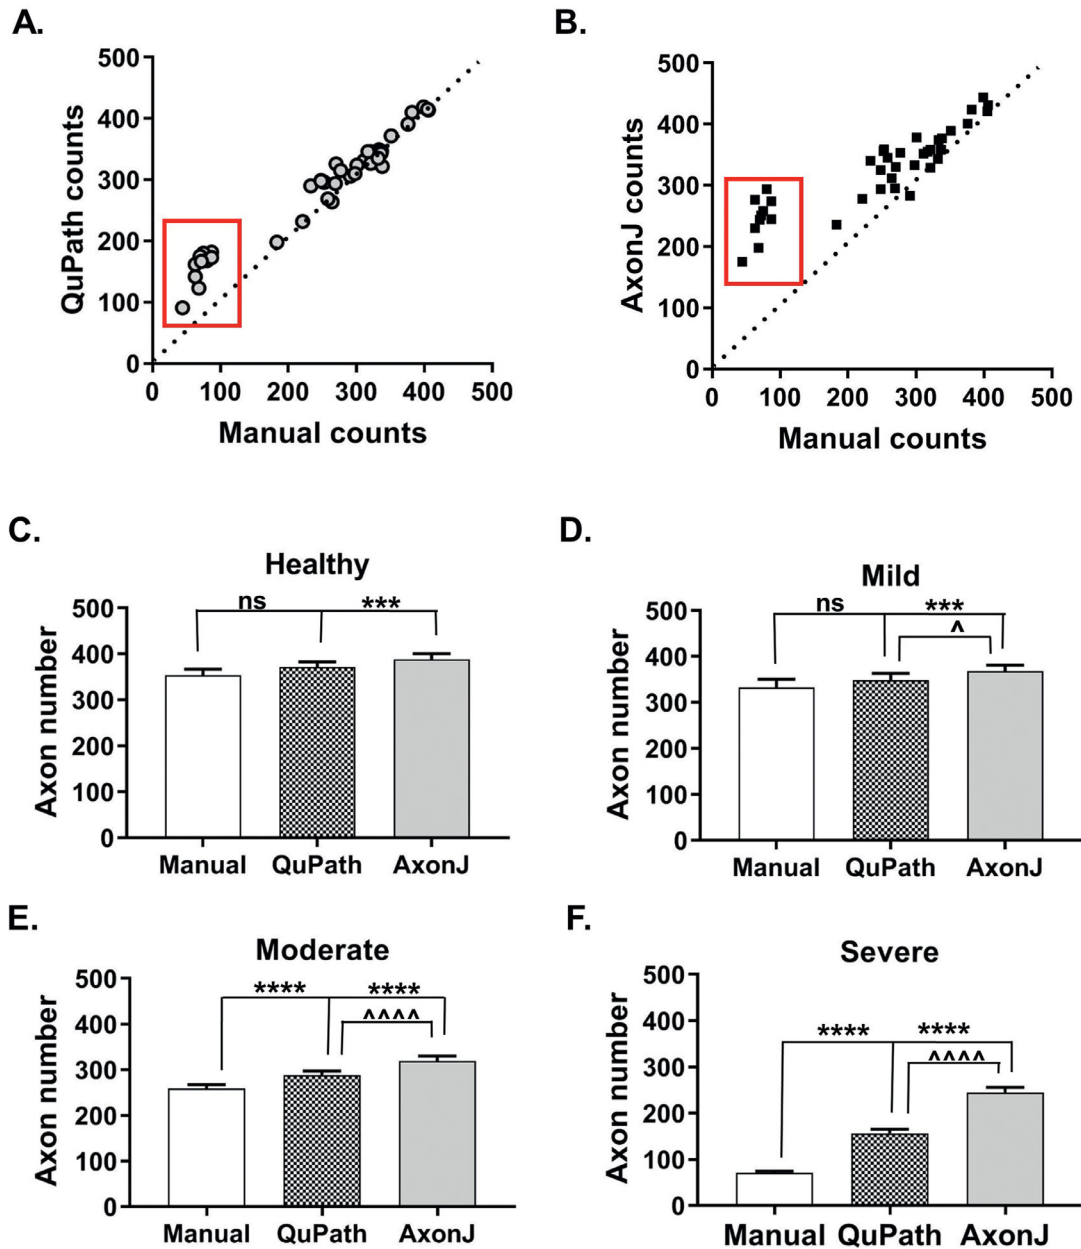 A.
B.
500
400
300
200
100
0
QuPath counts
0 100 200 300 400 500
Manual counts
500
400
300
200
100
0
AxonJ counts
0 100 200 300 400 500
Manual counts
C.
Healthy
ns ***
500
400
300
200
100
0
Axon number
Manual QuPath AxonJ
D.
Mild
ns ***
^
500
400
300
200
100
0
Axon number
Manual QuPath AxonJ
E.
Moderate
**** ****
^^^^
500
400
300
200
100
0
Axon number
Manual QuPath AxonJ
F.
Severe
**** ****
^^^^
500
400
300
200
100
0
Axon number
Manual QuPath AxonJ